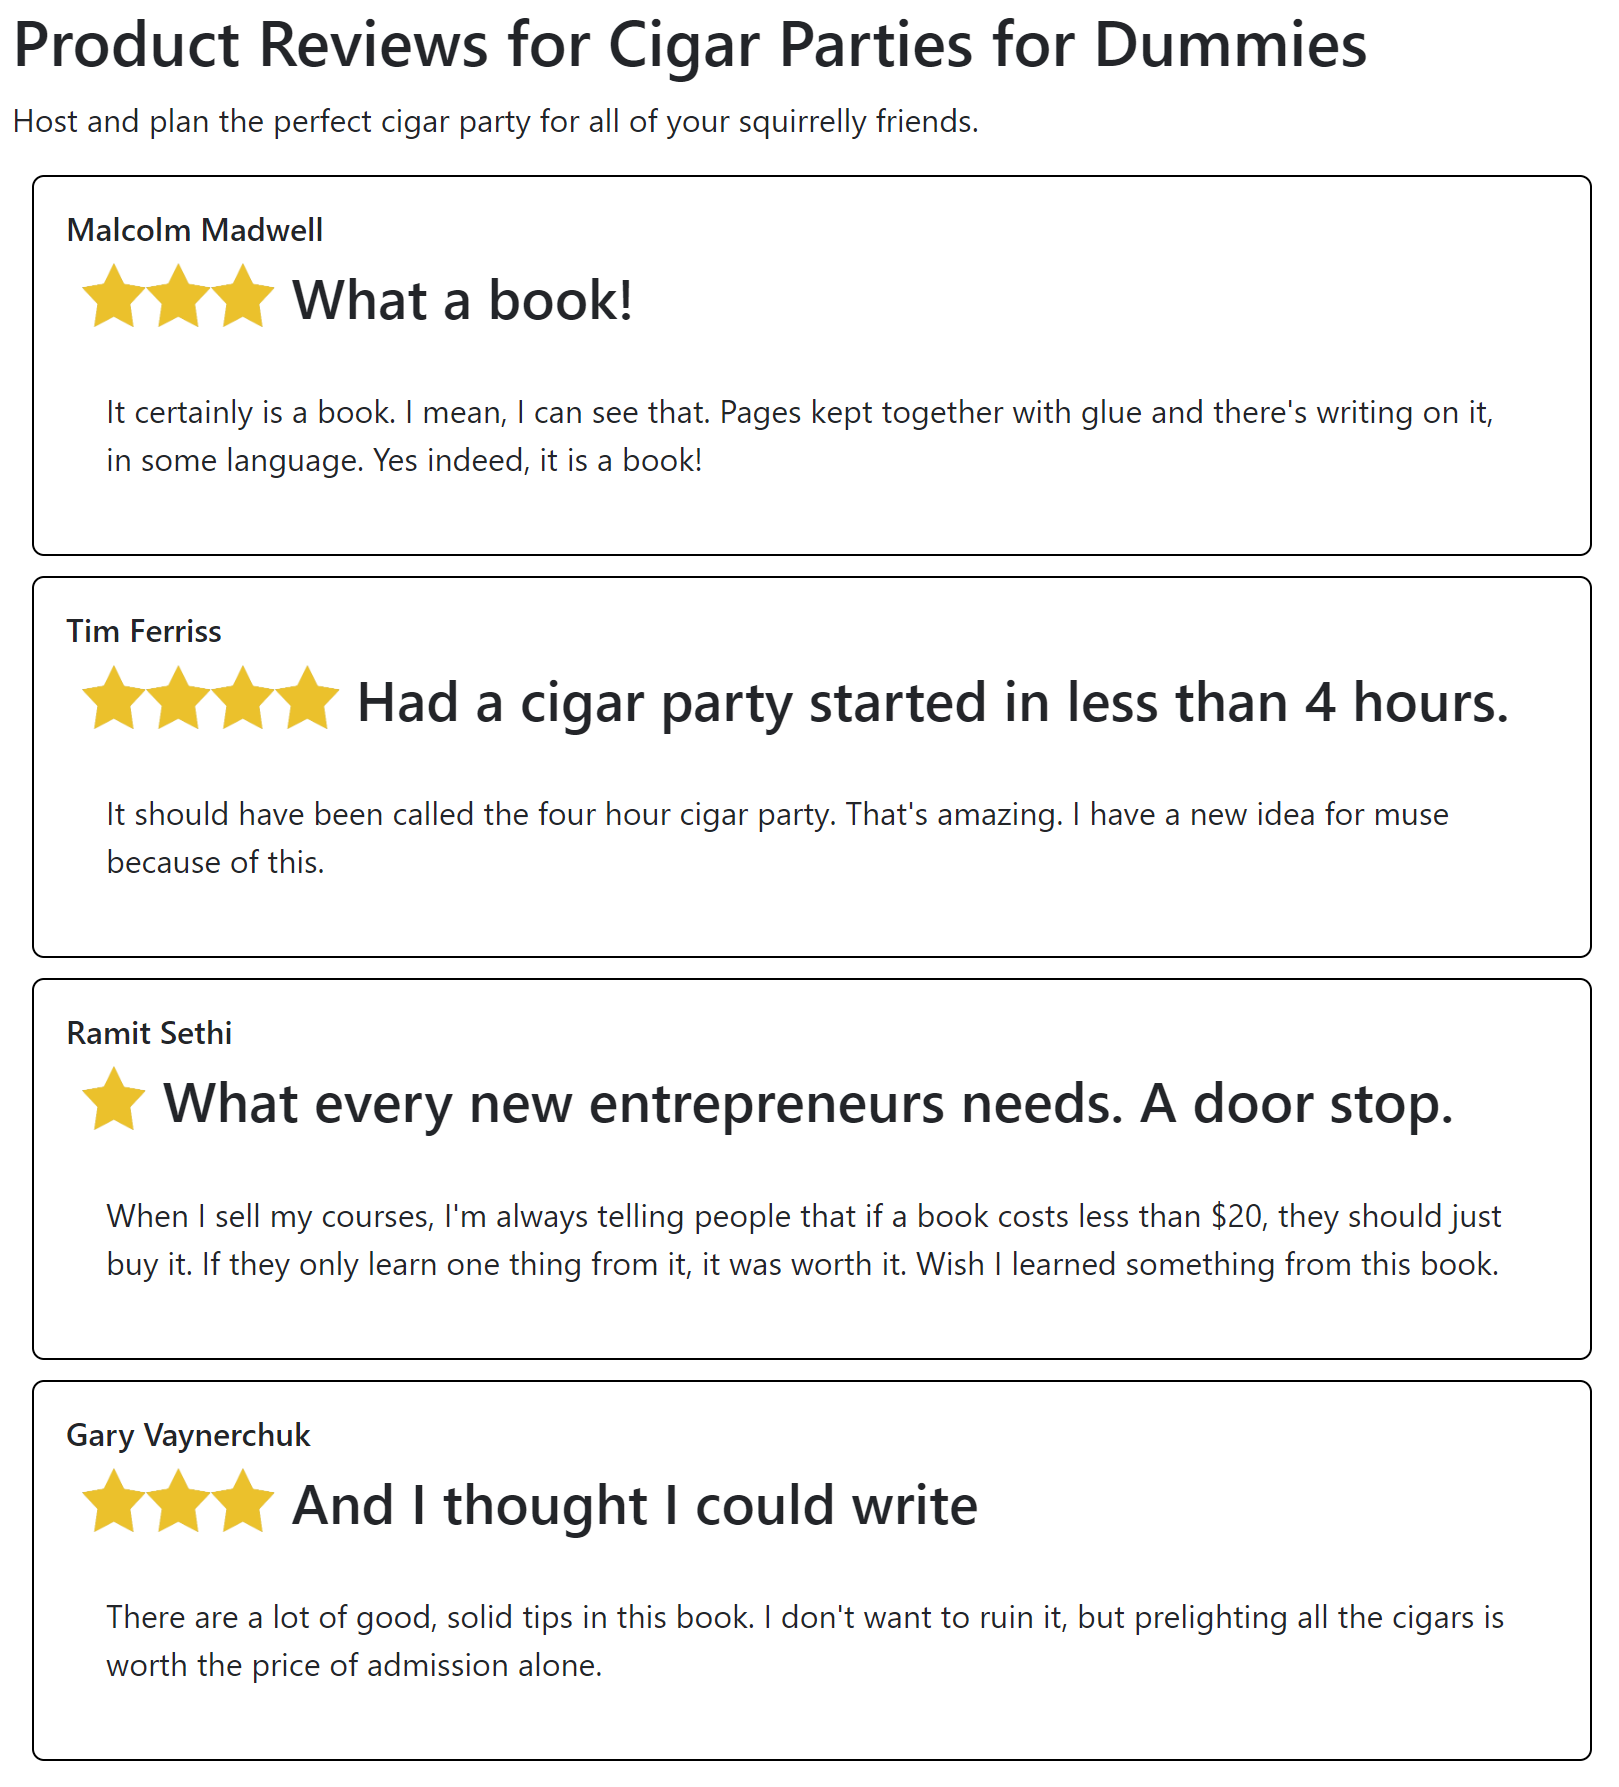 Product Reviews for Cigar Parties for Dummies
Host and plan the perfect cigar party for all of your squirrelly friends.
Malcolm Madwell
What a book!
It certainly is a book. I mean, I can see that. Pages kept together with glue and there's writing on it,
in some language. Yes indeed, it is a book!
Tim Ferriss
Had a cigar party started in less than 4 hours.
It should have been called the four hour cigar party. That's amazing. I have a new idea for muse
because of this.
Ramit Sethi
What every new entrepreneurs needs. A door stop.
When I sell my courses, I'm always telling people that if a book costs less than $20, they should just
buy it. If they only learn one thing from it, it was worth it. Wish I learned something from this book.
Gary Vaynerchuk
And I thought I could write
There are a lot of good, solid tips in this book. I don't want to ruin it, but prelighting all the cigars is
worth the price of admission alone.